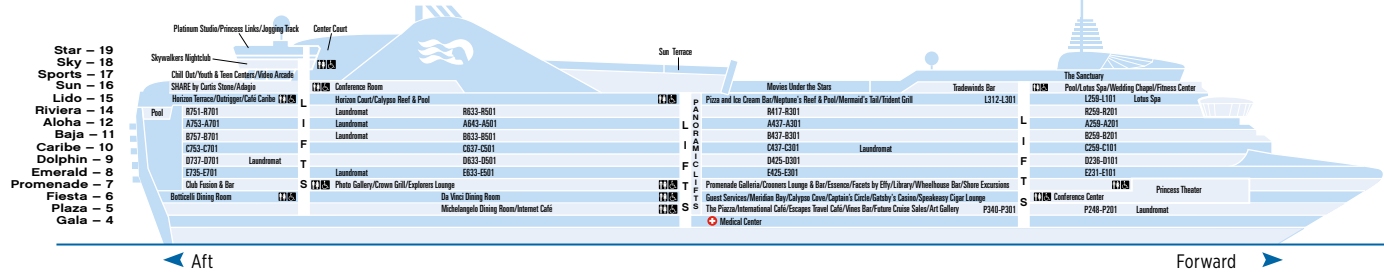 Platinum Studio/Princess Links/Jogging Track
Center Court
Star – 19
Skywalkers Nightclub
Sun Terrace
Sky – 18
Sports – 17
Chill Out/Youth & Teen Centers/Video Arcade
The Sanctuary
Sun – 16
SHARE by Curtis Stone/Adagio
Conference Room
Movies Under the Stars
Tradewinds Bar
Pool/Lotus Spa/Wedding Chapel/Fitness Center
Lido – 15
Horizon Terrace/Outrigger/Café Caribe
Horizon Court/Calypso Reef & Pool
Pizza and Ice Cream Bar/Neptune's Reef & Pool/Mermaid's Tail/Trident Grill
L312-L301
L259-L101
Lotus Spa
Riviera – 14
Pool
R751-R701
Laundromat
R633-R501
R417-R301
R259-R201
Aloha – 12
A753-A701
Laundromat
A643-A501
A437-A301
A259-A201
Baja – 11
B757-B701
Laundromat
B633-B501
B437-B301
B259-B201
Caribe – 10
C753-C701
C637-C501
C437-C301
Laundromat
C259-C101
Dolphin – 9
D737-D701
Laundromat
D633-D501
D425-D301
D236-D101
Emerald – 8
E735-E701
Laundromat
E633-E501
E425-E301
E231-E101
Promenade – 7
Club Fusion & Bar
Photo Gallery/Crown Grill/Explorers Lounge
Promenade Galleria/Crooners Lounge & Bar/Essence/Facets by Effy/Library/Wheelhouse Bar/Shore Excursions
Princess Theater
Fiesta – 6
Botticelli Dining Room
Da Vinci Dining Room
Guest Services/Meridian Bay/Calypso Cove/Captain's Circle/Gatsby's Casino/Speakeasy Cigar Lounge
Conference Center
Plaza – 5
Michelangelo Dining Room/Internet Café
The Piazza/International Café/Escapes Travel Café/Vines Bar/Future Cruise Sales/Art Gallery
P340-P301
P248-P201
Laundromat
Gala – 4
Medical Center
LIFTS
LIFTS
PANORAMIC LIFTS
LIFTS
Aft
Forward